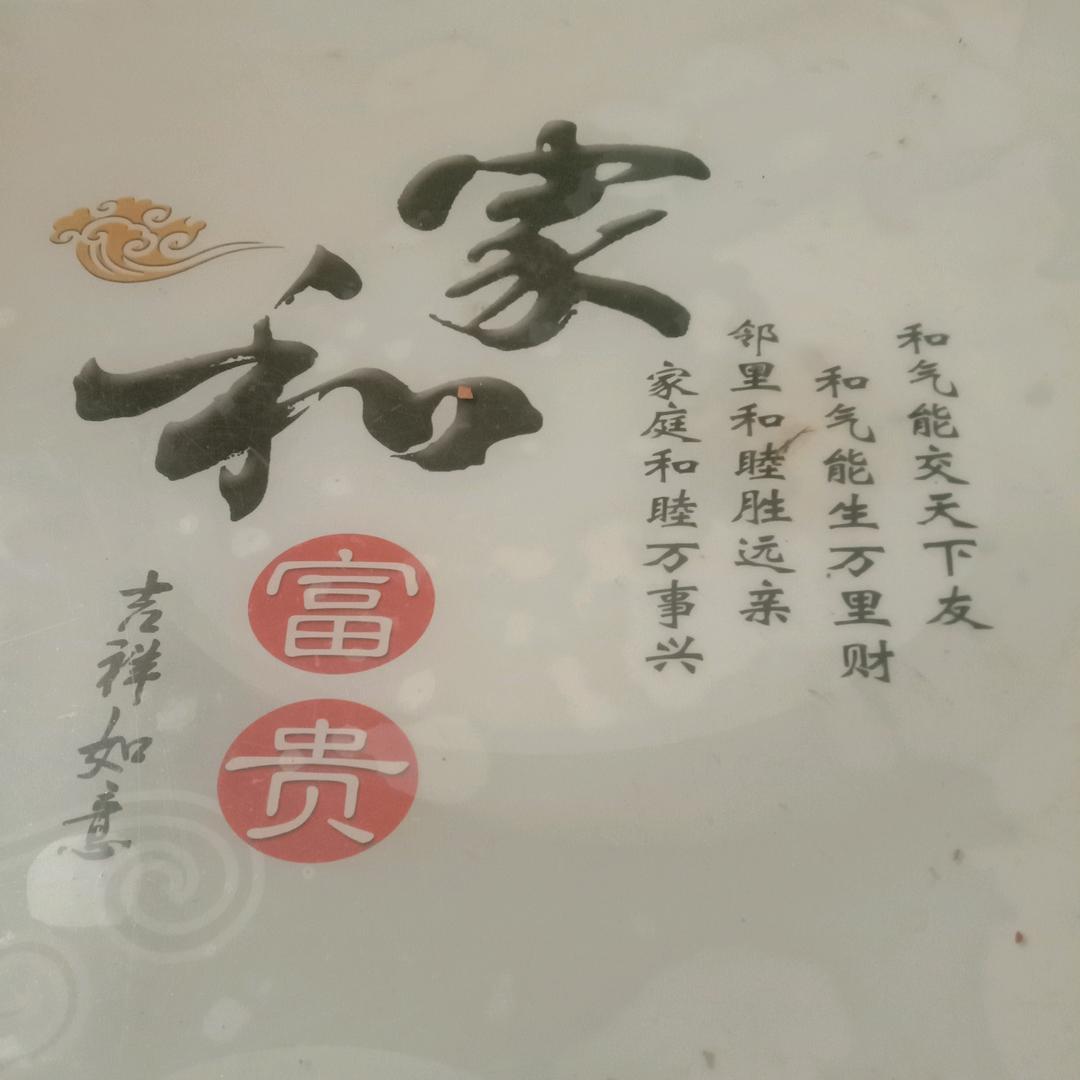 家和
富贵
吉祥如意
和气能交天下友
和气能生万里财
邻里和睦胜远亲
家庭和睦万事兴